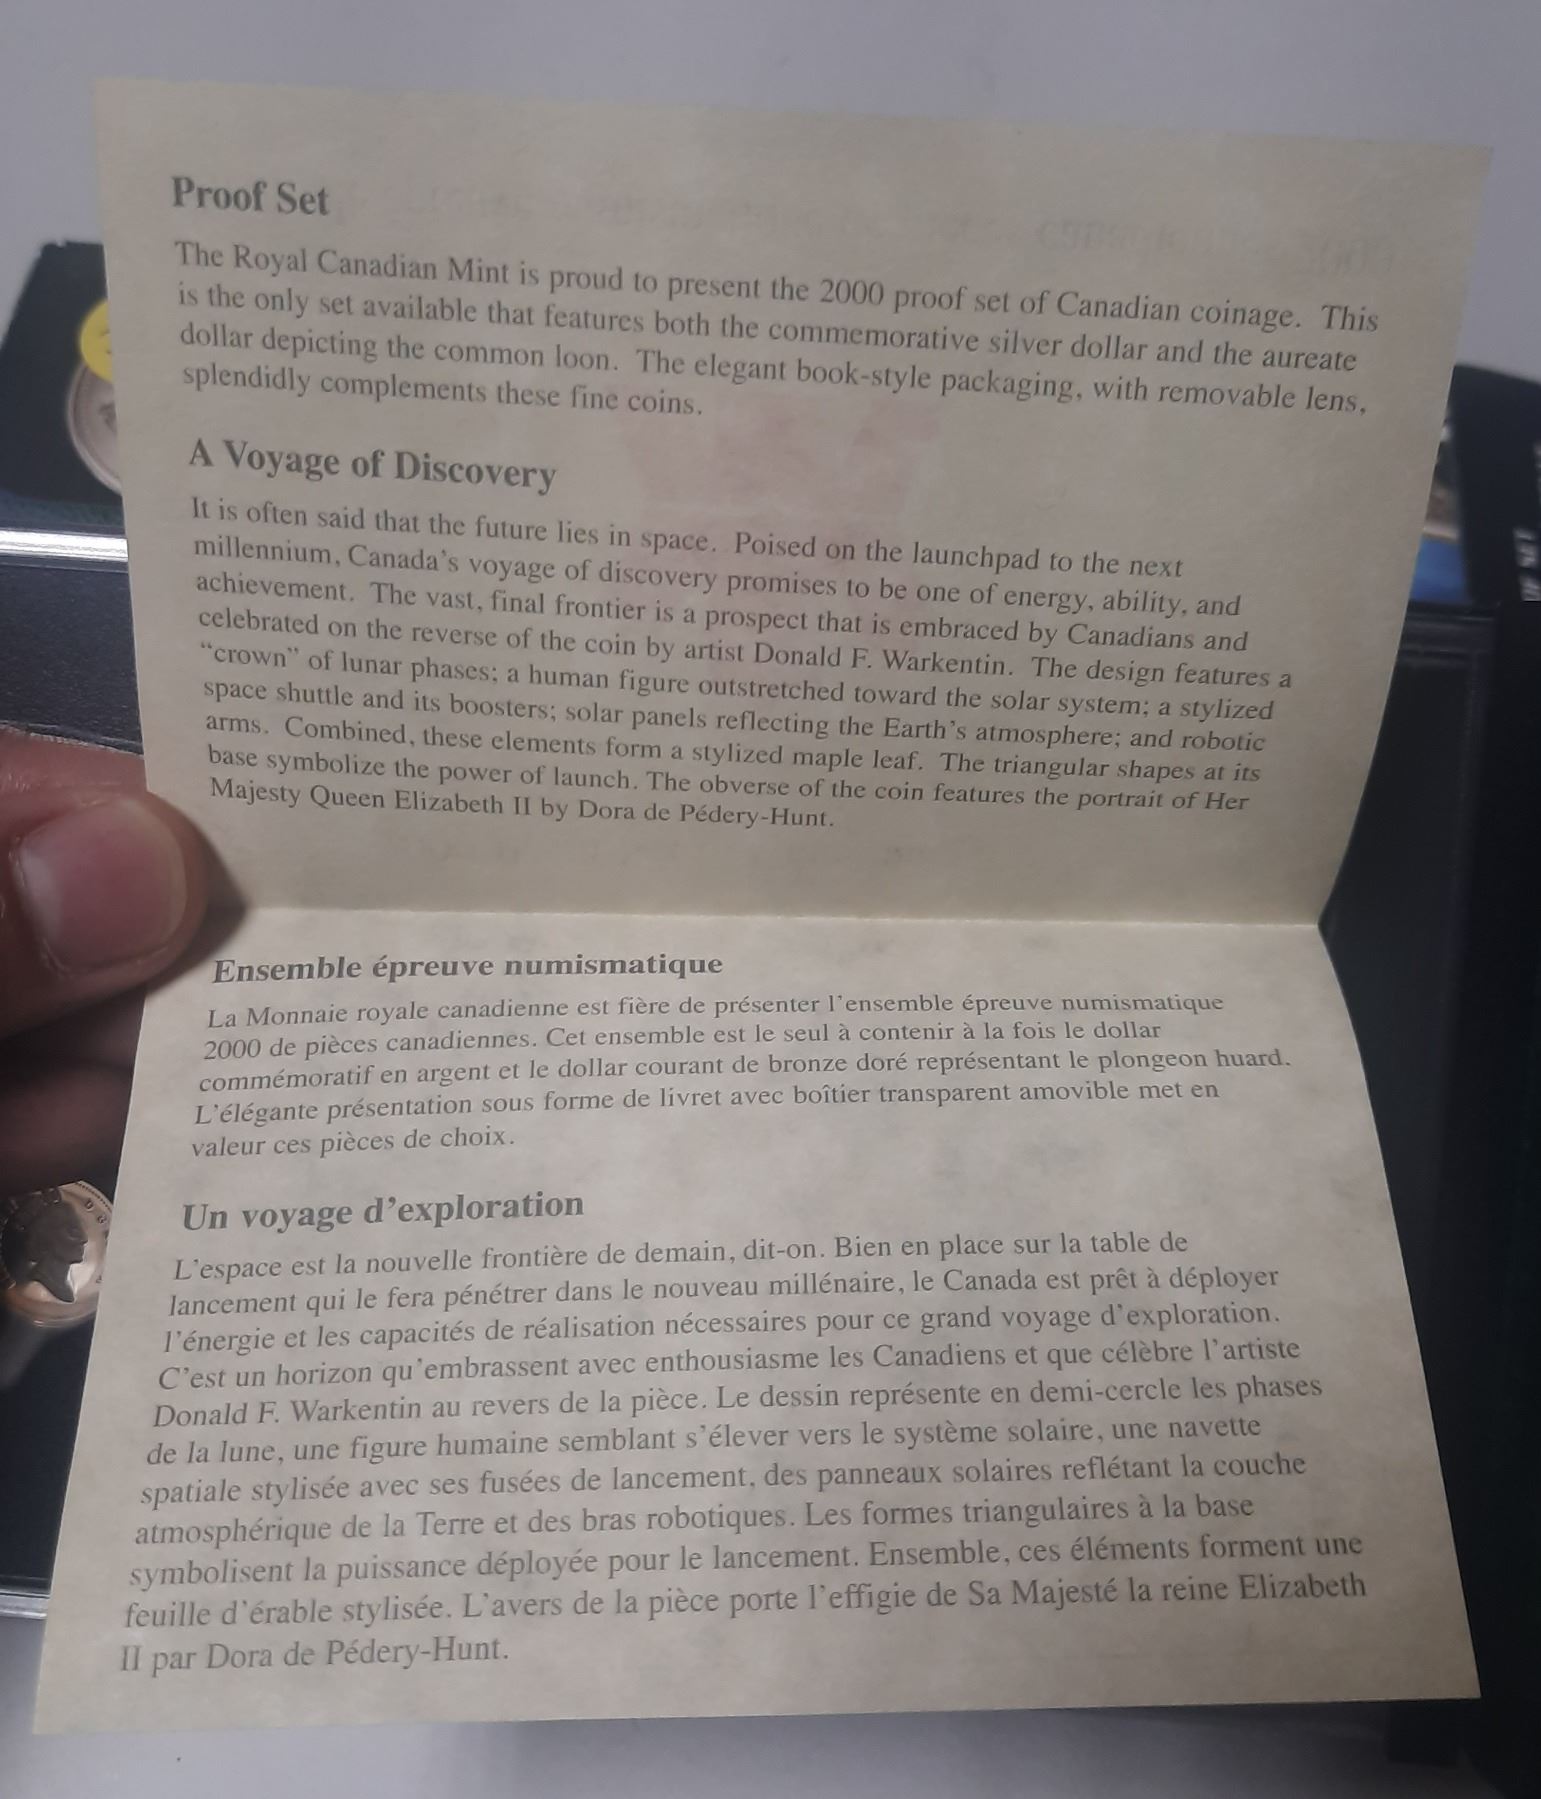 Proof Set
The Royal Canadian Mint is proud to present the 2000 proof set of Canadian coinage. This
is the only set available that features both the commemorative silver dollar and the aureate
dollar depicting the common loon. The elegant book-style packaging, with removable lens,
splendidly complements these fine coins.
A Voyage of Discovery
It is often said that the future lies in space. Poised on the launchpad to the next
millennium, Canada's voyage of discovery promises to be one of energy, ability, and
achievement. The vast, final frontier is a prospect that is embraced by Canadians and
celebrated on the reverse of the coin by artist Donald F. Warkentin. The design features a
“crown” of lunar phases; a human figure outstretched toward the solar system; a stylized
space shuttle and its boosters; solar panels reflecting the Earth's atmosphere; and robotic
arms. Combined, these elements form a stylized maple leaf. The triangular shapes at its
base symbolize the power of launch. The obverse of the coin features the portrait of Her
Majesty Queen Elizabeth II by Dora de Pédery-Hunt.
Ensemble épreuve numismatique
La Monnaie royale canadienne est fière de présenter l'ensemble épreuve numismatique
2000 de pièces canadiennes. Cet ensemble est le seul à contenir à la fois le dollar
commémoratif en argent et le dollar courant de bronze doré représentant le plongeon huard.
L'élégante présentation sous forme de livret avec boîtier transparent amovible met en
valeur ces pièces de choix.
Un voyage d'exploration
L'espace est la nouvelle frontière de demain, dit-on. Bien en place sur la table de
lancement qui le fera pénétrer dans le nouveau millénaire, le Canada est prêt à déployer
l'énergie et les capacités de réalisation nécessaires pour ce grand voyage d'exploration.
C'est un horizon qu'embrassent avec enthousiasme les Canadiens et que célèbre l'artiste
Donald F. Warkentin au revers de la pièce. Le dessin représente en demi-cercle les phases
de la lune, une figure humaine semblant s'élever vers le système solaire, une navette
spatiale stylisée avec ses fusées de lancement, des panneaux solaires reflétant la couche
atmosphérique de la Terre et des bras robotiques. Les formes triangulaires à la base
symbolisent la puissance déployée pour le lancement. Ensemble, ces éléments forment une
feuille d'érable stylisée. L'avers de la pièce porte l'effigie de Sa Majesté la reine Elizabeth
II par Dora de Pédery-Hunt.